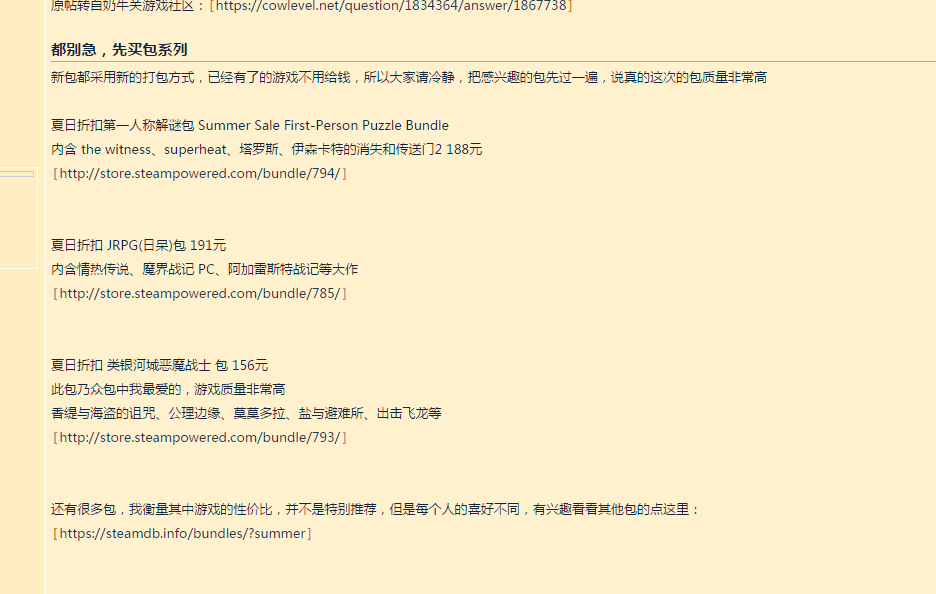 原帖转自奶牛关游戏社区： [https://cowlevel.net/question/1834364/answer/1867738]
都别急，先买包系列
新包都采用新的打包方式，已经有了的游戏不用给钱，所以大家请冷静，把感兴趣的包先过一遍，说真的这次的包质量非常高
夏日折扣第一人称解谜包 Summer Sale First-Person Puzzle Bundle
内含 the witness、superheat、塔罗斯、伊森卡特的消失和传送门2 188元
[http://store.steampowered.com/bundle/794/]
夏日折扣 JRPG(日呆)包 191元
内含情热传说、魔界战记 PC、阿加雷斯特战记等大作
[http://store.steampowered.com/bundle/785/]
夏日折扣 类银河城恶魔战士 包 156元
此包乃众包中我最爱的，游戏质量非常高
香缇与海盗的诅咒、公理边缘、莫莫多拉、盐与避难所、出击飞龙等
[http://store.steampowered.com/bundle/793/]
还有很多包，我衡量其中游戏的性价比，并不是特别推荐，但是每个人的喜好不同，有兴趣看看其他包的点这里：
[https://steamdb.info/bundles/?summer]